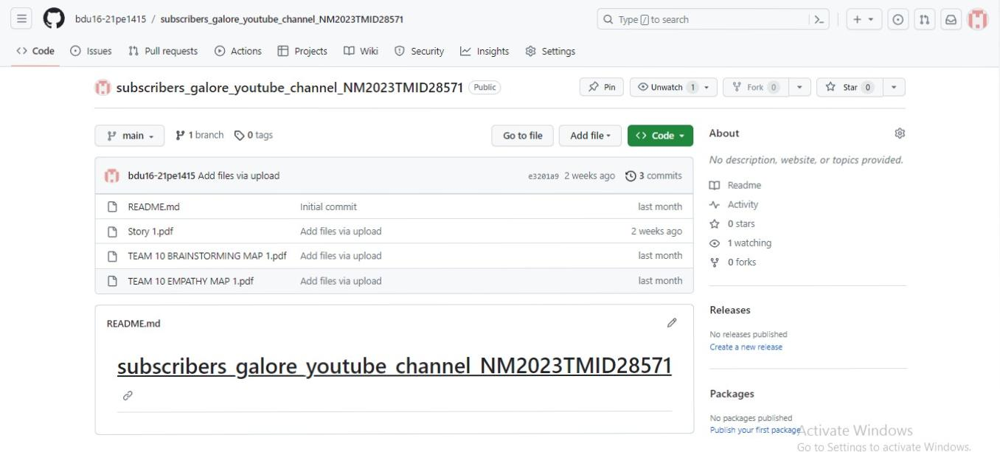 bdu16-21pe1415 / subscribers_galore_youtube_channel_NM2023TMID28571
Type / to search
Code Issues Pull requests Actions Projects Wiki Security Insights Settings
subscribers_galore_youtube_channel_NM2023TMID28571 Public
Pin Unwatch 1 Fork 0 Star 0
main 1 branch 0 tags Go to file Add file Code
bdu16-21pe1415 Add files via upload e3201a9 2 weeks ago 3 commits
README.md Initial commit last month
Story 1.pdf Add files via upload 2 weeks ago
TEAM 10 BRAINSTORMING MAP 1.pdf Add files via upload last month
TEAM 10 EMPATHY MAP 1.pdf Add files via upload last month
README.md
subscribers_galore_youtube_channel_NM2023TMID28571
About
No description, website, or topics provided.
Readme
Activity
0 stars
1 watching
0 forks
Releases
No releases published
Create a new release
Packages
No packages published
Publish your first package
Activate Windows
Go to Settings to activate Windows.